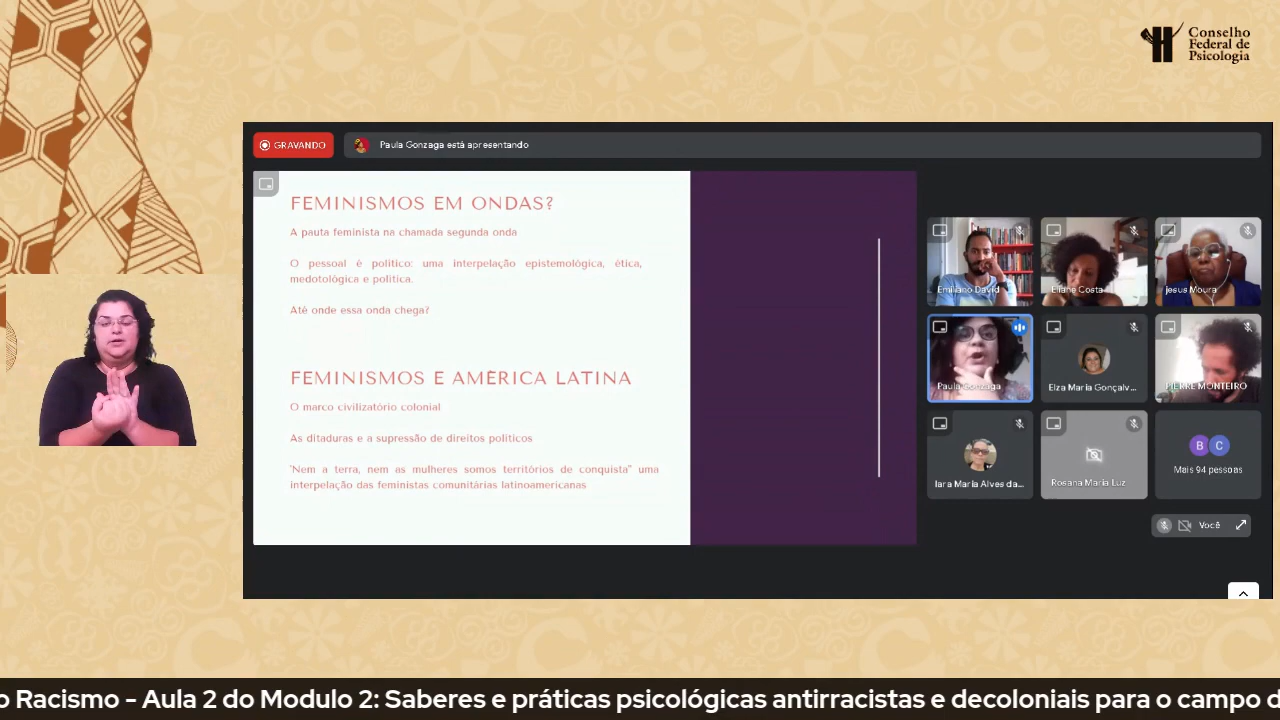 Conselho
Federal de
Psicologia
GRAVANDO
Paula Gonzaga está apresentando
FEMINISMOS EM ONDAS?
A pauta feminista na chamada segunda onda
O pessoal é político: uma interpelação epistemológica, ética,
medotológica e política.
Até onde essa onda chega?
FEMINISMOS E AMÉRICA LATINA
O marco civilizatório colonial
As ditaduras e a supressão de direitos políticos
"Nem a terra, nem as mulheres somos territórios de conquista" uma
interpelação das feministas comunitárias latinoamericanas
Emiliano David
Eliane Costa
jesus Moura
Paula Gonzaga
Elza Maria Gonçalv...
PIERRE MONTEIRO
Iara Maria Alves da...
Rosana Maria Luz
B C
Mais 94 pessoas
Você
o Racismo - Aula 2 do Modulo 2: Saberes e práticas psicológicas antirracistas e decoloniais para o campo d